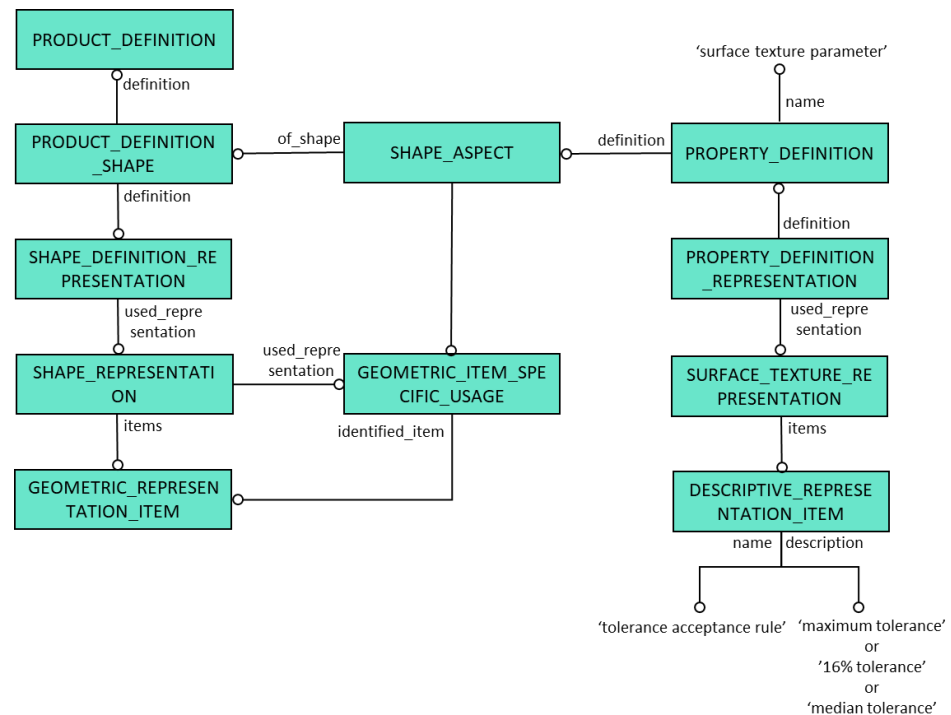 PRODUCT_DEFINITION
definition
PRODUCT_DEFINITION
_SHAPE
of_shape
SHAPE_ASPECT
definition
PROPERTY_DEFINITION
‘surface texture parameter’
name
definition
SHAPE_DEFINITION_RE
PRESENTATION
used_repre
sentation
SHAPE_REPRESENTATI
ON
used_repre
sentation
GEOMETRIC_ITEM_SPE
CIFIC_USAGE
items
identified_item
GEOMETRIC_REPRESEN
TATION_ITEM
definition
PROPERTY_DEFINITION
_REPRESENTATION
used_repre
sentation
SURFACE_TEXTURE_RE
PRESENTATION
items
DESCRIPTIVE_REPRESE
NTATION_ITEM
name
description
‘tolerance acceptance rule’
‘maximum tolerance’
or
’16% tolerance’
or
‘median tolerance’